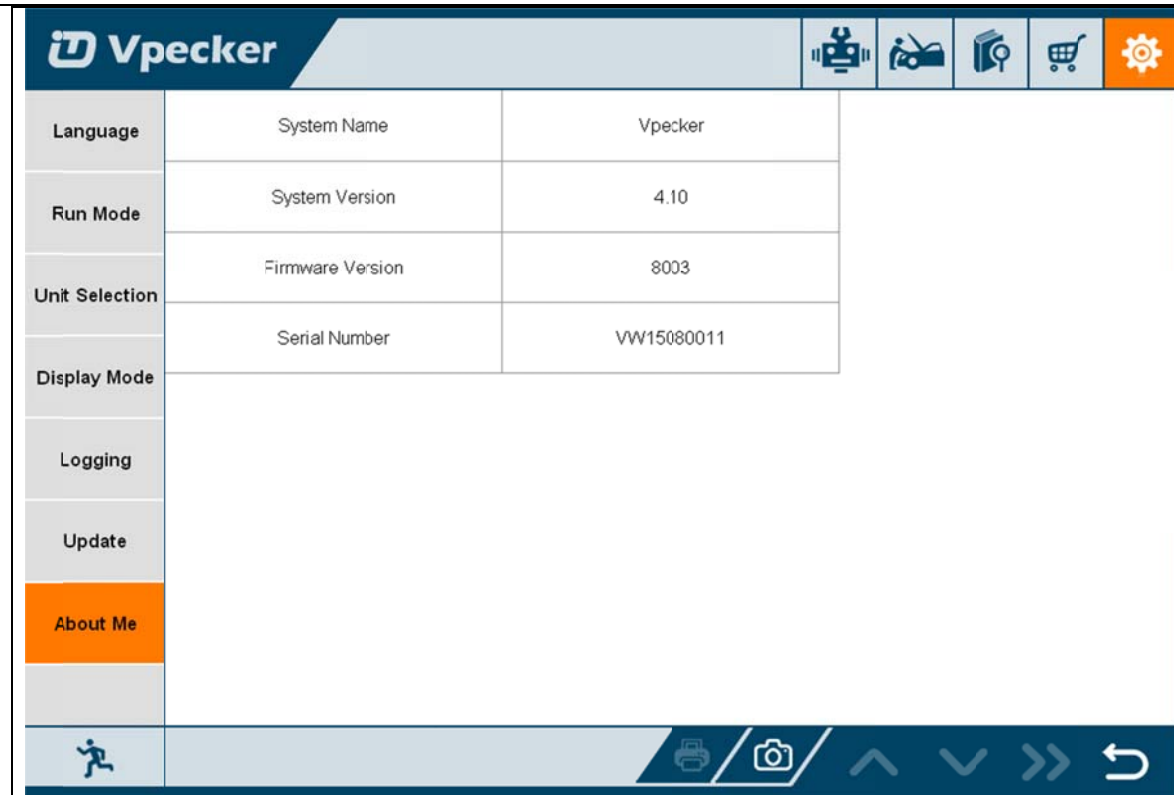 Vpecker
Language
Run Mode
Unit Selection
Display Mode
Logging
Update
About Me
System Name Vpecker
System Version 4.10
Firmware Version 8003
Serial Number VW15080011